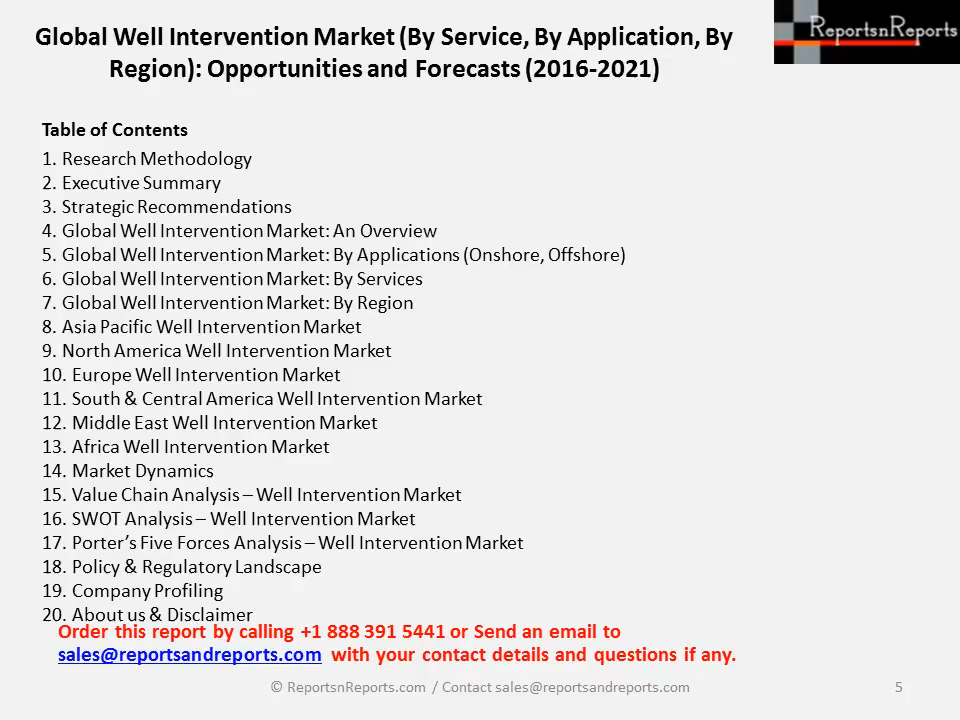 Global Well Intervention Market (By Service, By Application, By
Region): Opportunities and Forecasts (2016-2021)
ReportsnReports
Table of Contents
1. Research Methodology
2. Executive Summary
3. Strategic Recommendations
4. Global Well Intervention Market: An Overview
5. Global Well Intervention Market: By Applications (Onshore, Offshore)
6. Global Well Intervention Market: By Services
7. Global Well Intervention Market: By Region
8. Asia Pacific Well Intervention Market
9. North America Well Intervention Market
10. Europe Well Intervention Market
11. South & Central America Well Intervention Market
12. Middle East Well Intervention Market
13. Africa Well Intervention Market
14. Market Dynamics
15. Value Chain Analysis – Well Intervention Market
16. SWOT Analysis – Well Intervention Market
17. Porter’s Five Forces Analysis – Well Intervention Market
18. Policy & Regulatory Landscape
19. Company Profiling
20. About us & Disclaimer
Order this report by calling +1 888 391 5441 or Send an email to
sales@reportsandreports.com with your contact details and questions if any.
© ReportsnReports.com / Contact sales@reportsandreports.com
5